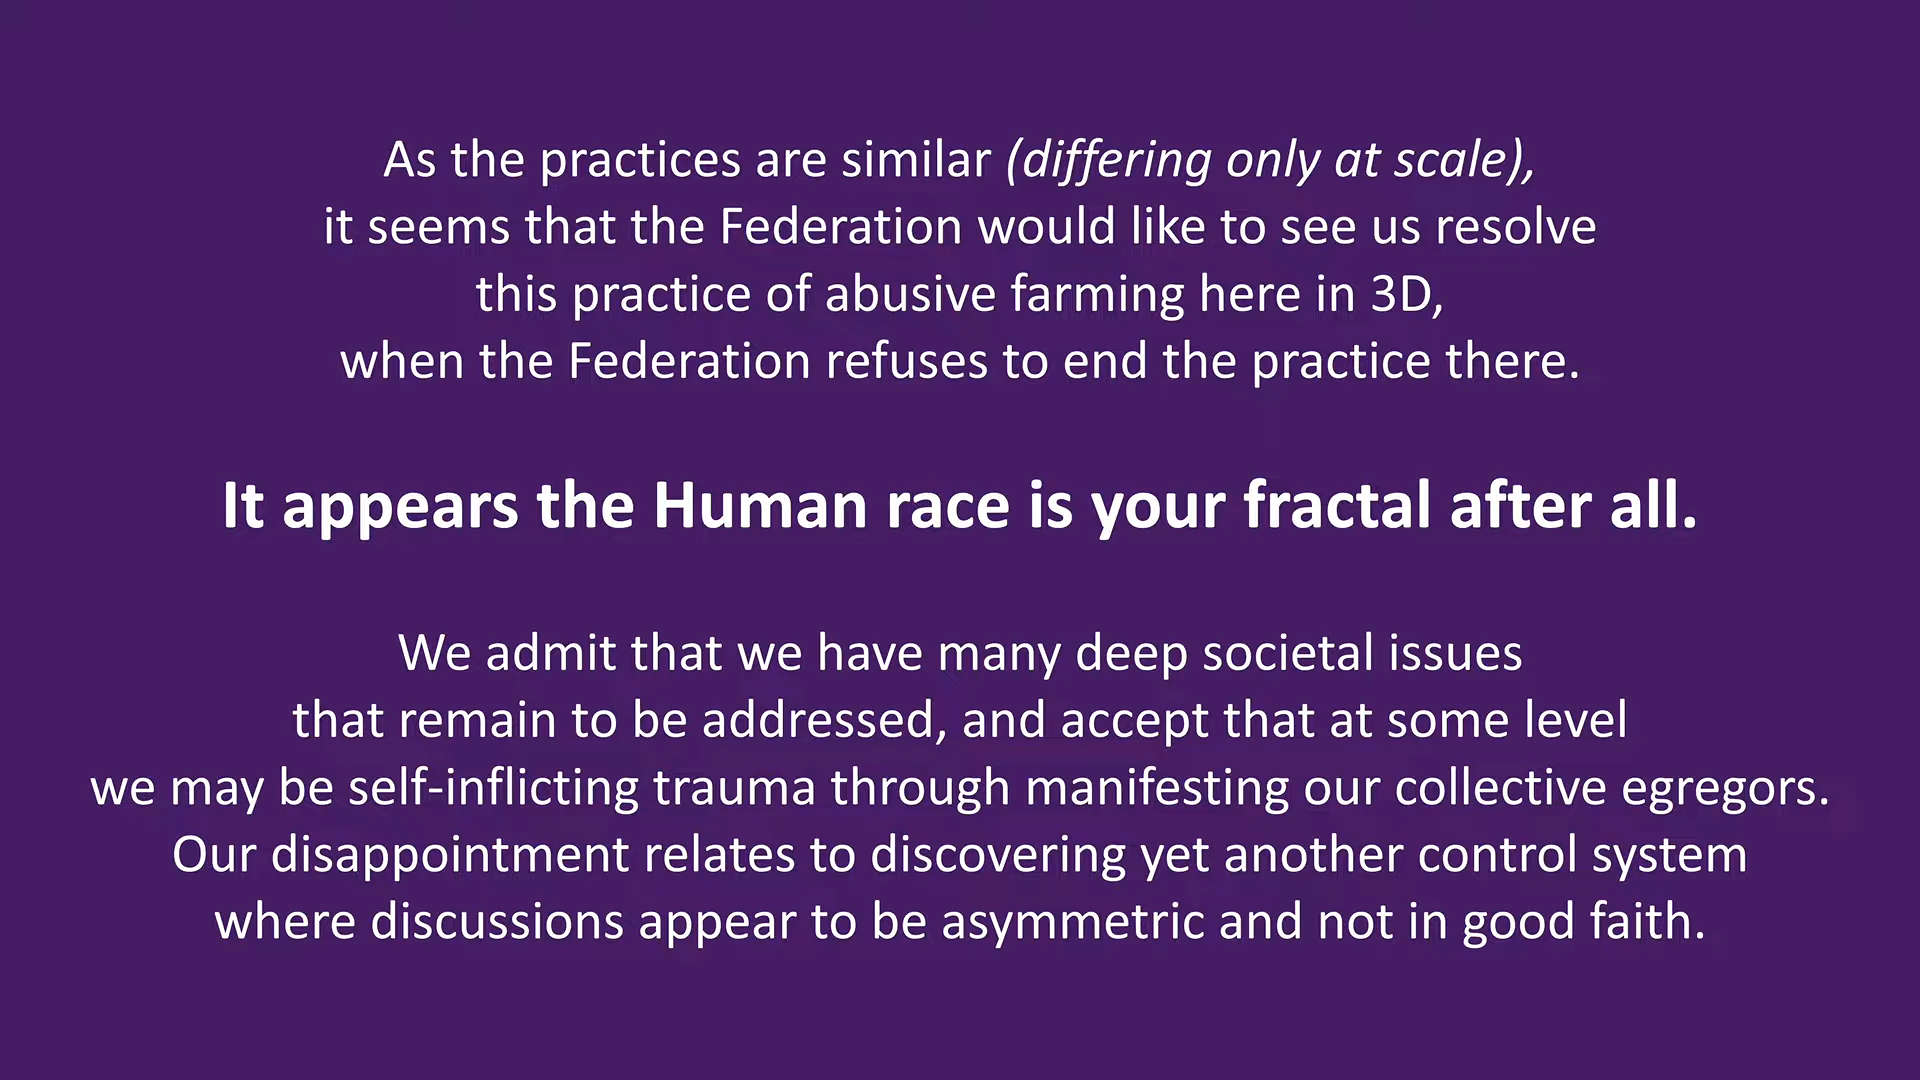 As the practices are similar (differing only at scale),
it seems that the Federation would like to see us resolve
this practice of abusive farming here in 3D,
when the Federation refuses to end the practice there.
It appears the Human race is your fractal after all.
We admit that we have many deep societal issues
that remain to be addressed, and accept that at some level
we may be self-inflicting trauma through manifesting our collective egregors.
Our disappointment relates to discovering yet another control system
where discussions appear to be asymmetric and not in good faith.